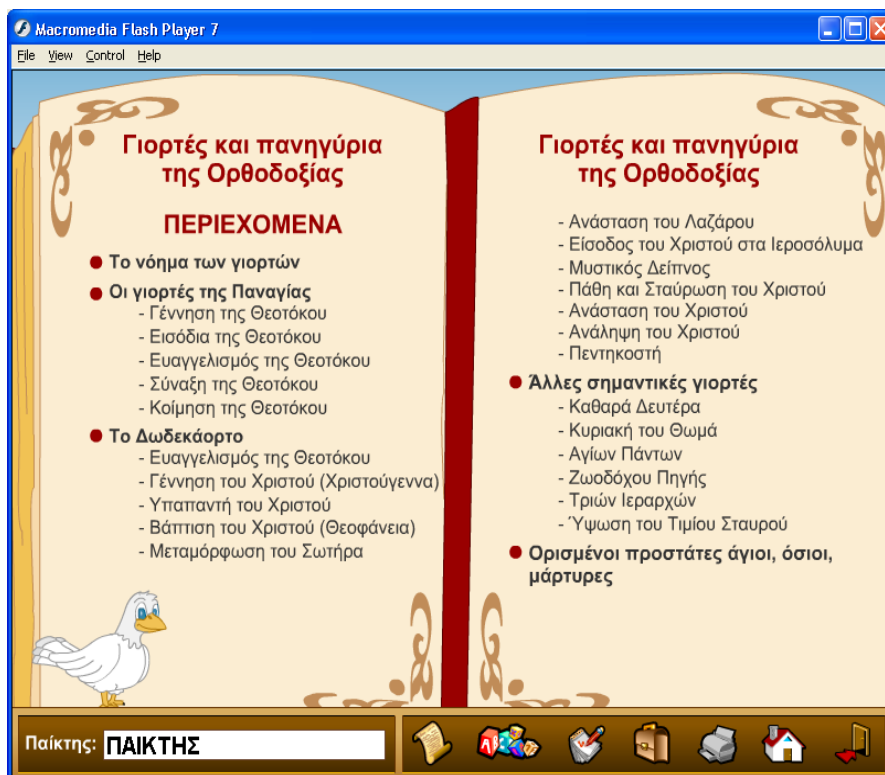 Macromedia Flash Player 7
File View Control Help
Γιορτές και πανηγύρια
της Ορθοδοξίας
ΠΕΡΙΕΧΟΜΕΝΑ
Το νόημα των γιορτών
Οι γιορτές της Παναγίας
- Γέννηση της Θεοτόκου
- Εισόδια της Θεοτόκου
- Ευαγγελισμός της Θεοτόκου
- Σύναξη της Θεοτόκου
- Κοίμηση της Θεοτόκου
Το Δωδεκάορτο
- Ευαγγελισμός της Θεοτόκου
- Γέννηση του Χριστού (Χριστούγεννα)
- Υπαπαντή του Χριστού
- Βάπτιση του Χριστού (Θεοφάνεια)
- Μεταμόρφωση του Σωτήρα
Γιορτές και πανηγύρια
της Ορθοδοξίας
- Ανάσταση του Λαζάρου
- Είσοδος του Χριστού στα Ιεροσόλυμα
- Μυστικός Δείπνος
- Πάθη και Σταύρωση του Χριστού
- Ανάσταση του Χριστού
- Ανάληψη του Χριστού
- Πεντηκοστή
Άλλες σημαντικές γιορτές
- Καθαρά Δευτέρα
- Κυριακή του Θωμά
- Αγίων Πάντων
- Ζωοδόχου Πηγής
- Τριών Ιεραρχών
- Ύψωση του Τιμίου Σταυρού
Ορισμένοι προστάτες άγιοι, όσιοι,
μάρτυρες
Παίκτης: ΠΑΙΚΤΗΣ